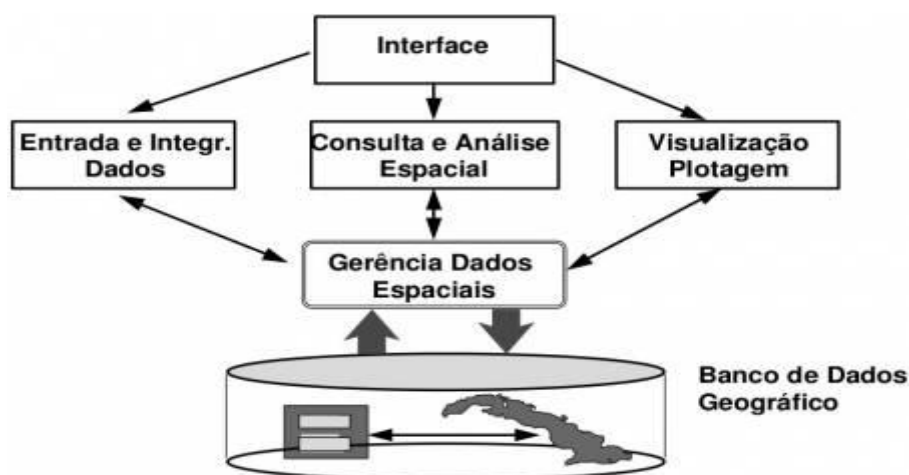 Interface
Entrada e Integr.
Dados
Consulta e Análise
Espacial
Visualização
Plotagem
Gerência Dados
Espaciais
Banco de Dados
Geográfico